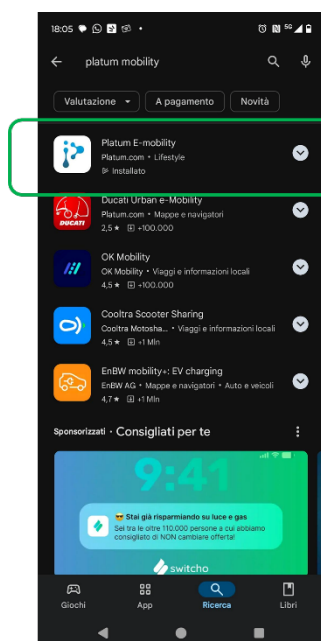 18:05
5G
platum mobility
Valutazione
A pagamento
Novità
Platum E-mobility
Platum.com • Lifestyle
Installato
Ducati Urban e-Mobility
Platum.com • Mappe e navigatori
2,5 ★ +100.000
DUCATI
OK Mobility
OK Mobility • Viaggi e informazioni locali
4,5 ★ +100.000
Cooltra Scooter Sharing
Cooltra Motosha... • Viaggi e informazioni locali
4,5 ★ +1 Mln
EnBW mobility+: EV charging
EnBW AG • Mappe e navigatori • Auto e veicoli
4,7 ★ +1 Mln
Sponsorizzati • Consigliati per te
9:41
Stai già risparmiando su luce e gas
Sei tra le oltre 110.000 persone a cui abbiamo
consigliato di NON cambiare offerta!
switcho
Giochi
App
Ricerca
Libri